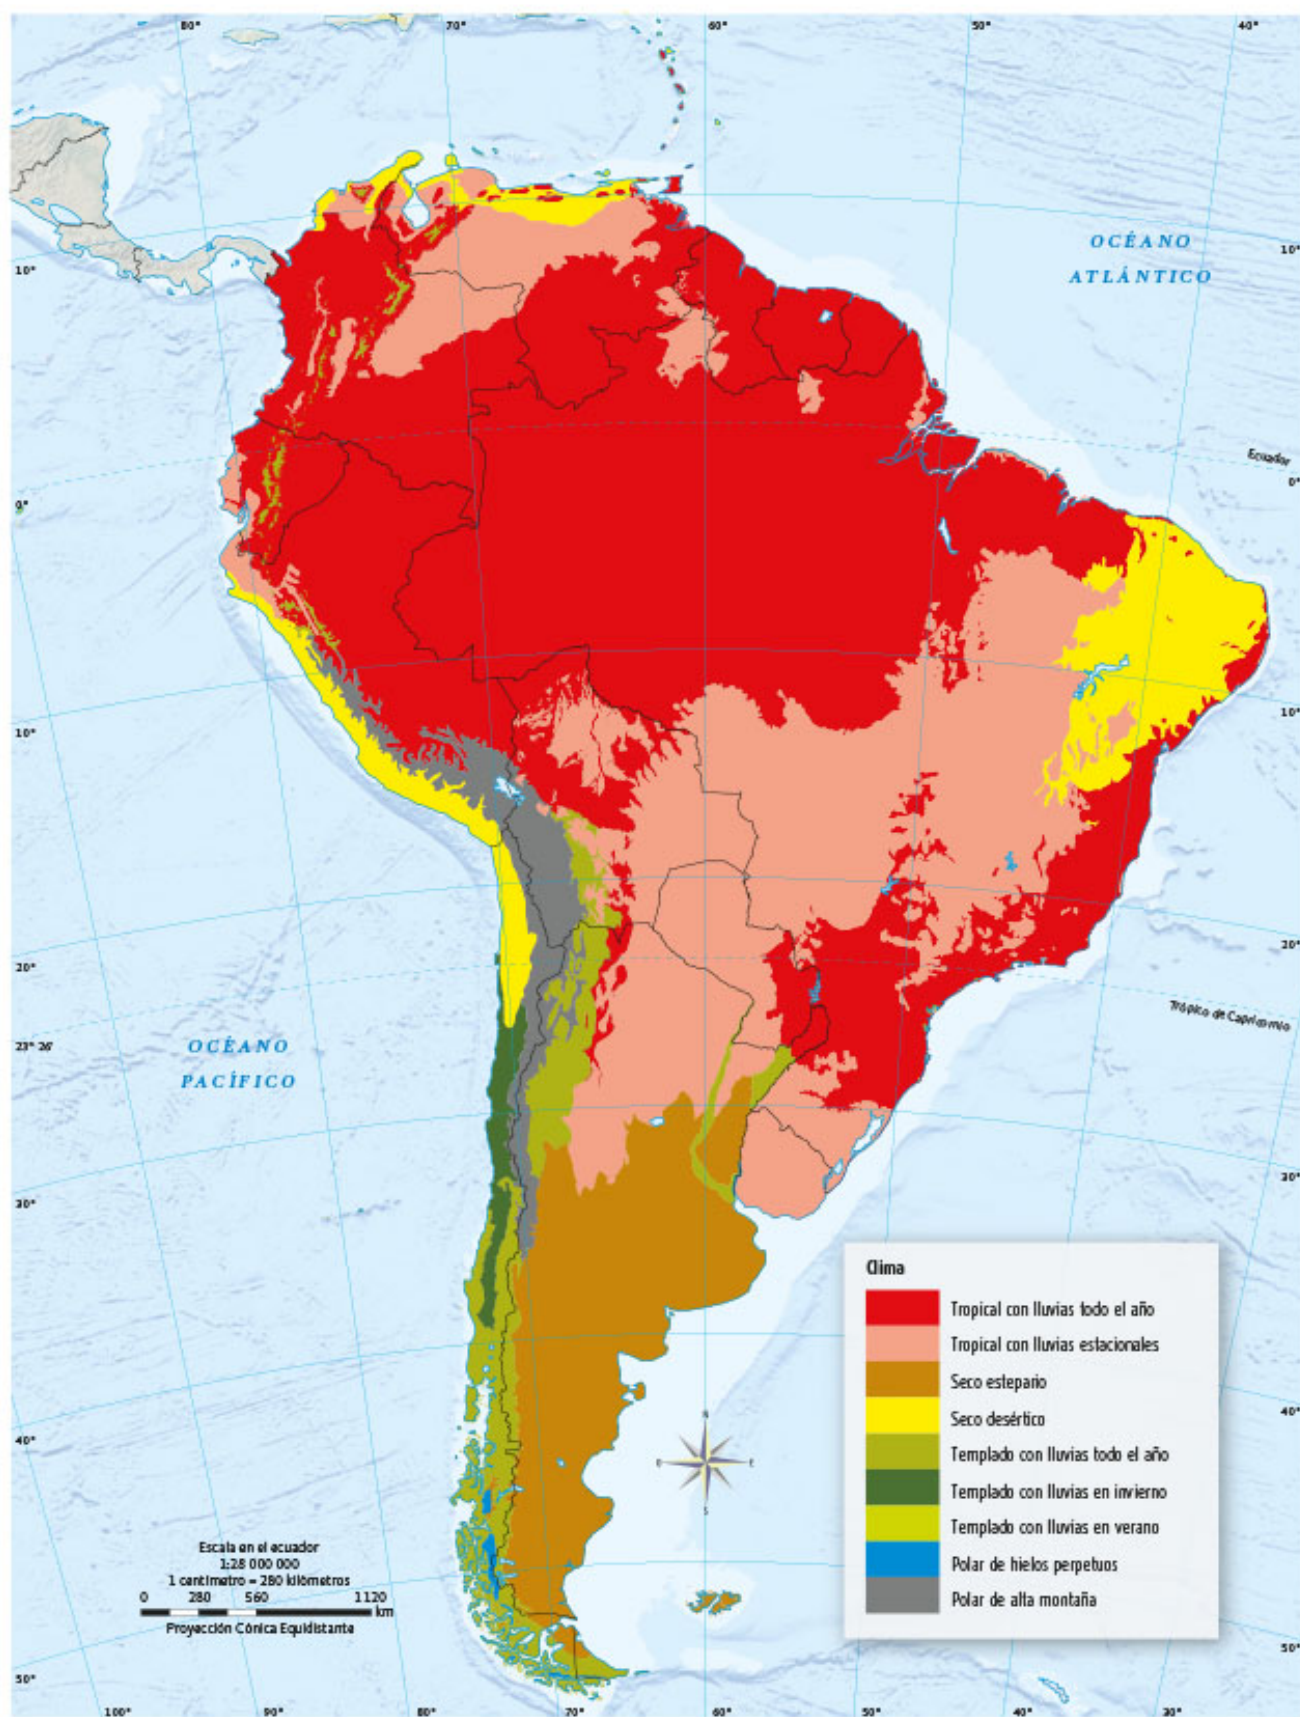 80°
70°
60°
50°
40°
OCÉANO
ATLÁNTICO
10°
10°
Ecuador
0°
0°
10°
10°
20°
20°
Trópico de Capricornio
23° 26'
OCÉANO
PACÍFICO
30°
30°
Clima
Tropical con lluvias todo el año
Tropical con lluvias estacionales
Seco estepario
Seco desértico
Templado con lluvias todo el año
Templado con lluvias en invierno
Templado con lluvias en verano
Polar de hielos perpetuos
Polar de alta montaña
40°
40°
N
O
E
S
Escala en el ecuador
1:28 000 000
1 centímetro = 280 kilómetros
0 280 560 1120
km
Proyección Cónica Equidistante
50°
50°
100°
90°
80°
70°
60°
50°
40°
30°